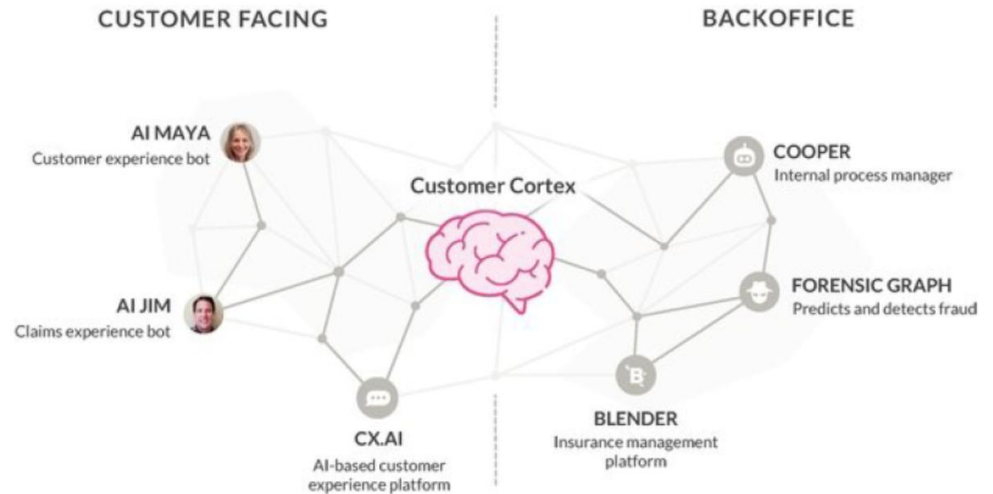 CUSTOMER FACING
BACKOFFICE
AI MAYA
Customer experience bot
Customer Cortex
COOPER
Internal process manager
AI JIM
Claims experience bot
FORENSIC GRAPH
Predicts and detects fraud
CX.AI
AI-based customer
experience platform
B
BLENDER
Insurance management
platform